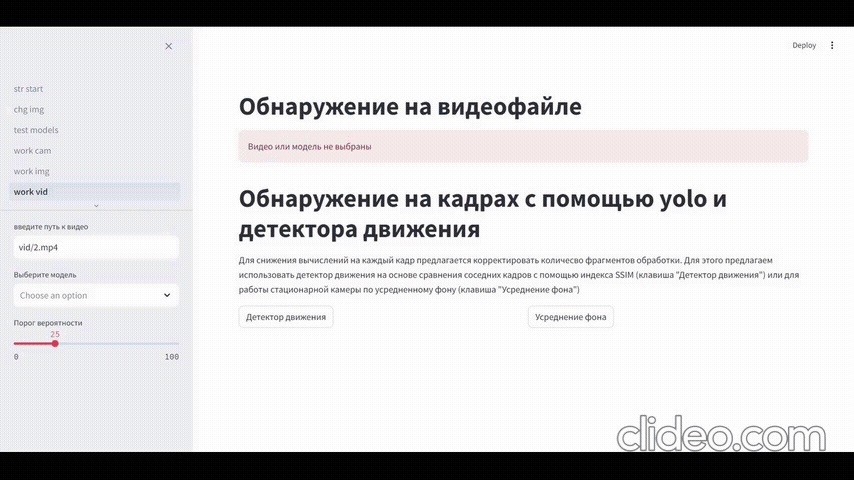 Deploy
str start
chg img
test models
work cam
work img
work vid
введите путь к видео
vid/2.mp4
Выберите модель
Choose an option
Порог вероятности
25
0 100
Обнаружение на видеофайле
Видео или модель не выбраны
Обнаружение на кадрах с помощью yolo и
детектора движения
Для снижения вычислений на каждый кадр предлагается корректировать количесво фрагментов обработки. Для этого предлагаем
использовать детектор движения на основе сравнения соседних кадров с помощью индекса SSIM (клавиша "Детектор движения") или для
работы стационарной камеры по усредненному фону (клавиша "Усреднение фона")
Детектор движения
Усреднение фона
clideo.com